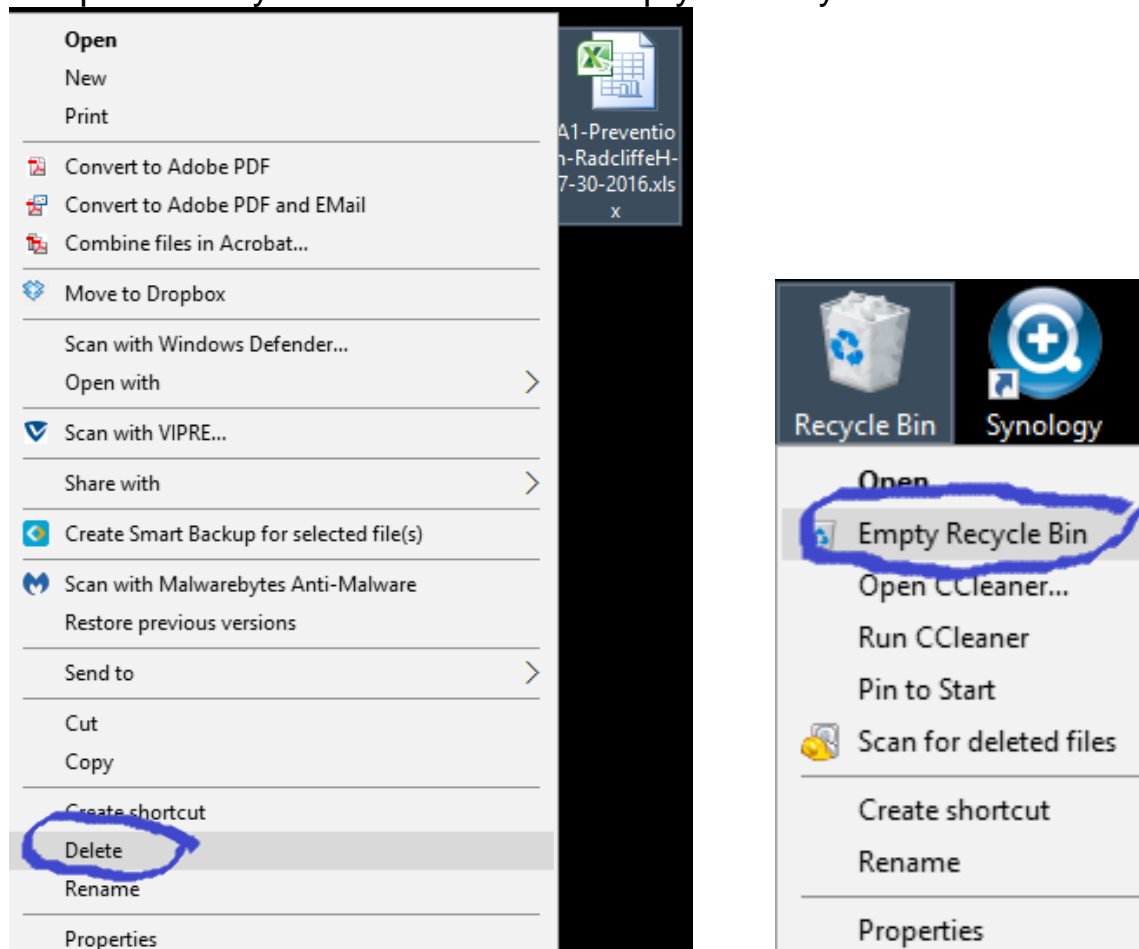 Open
New
Print
Convert to Adobe PDF
Convert to Adobe PDF and EMail
Combine files in Acrobat...
Move to Dropbox
Scan with Windows Defender...
Open with
Scan with VIPRE...
Share with
Create Smart Backup for selected file(s)
Scan with Malwarebytes Anti-Malware
Restore previous versions
Send to
Cut
Copy
Create shortcut
Delete
Rename
Properties
A1-Preventio
n-RadcliffeH-
7-30-2016.xls
x
Recycle Bin
Synology
Open
Empty Recycle Bin
Open CCleaner...
Run CCleaner
Pin to Start
Scan for deleted files
Create shortcut
Rename
Properties